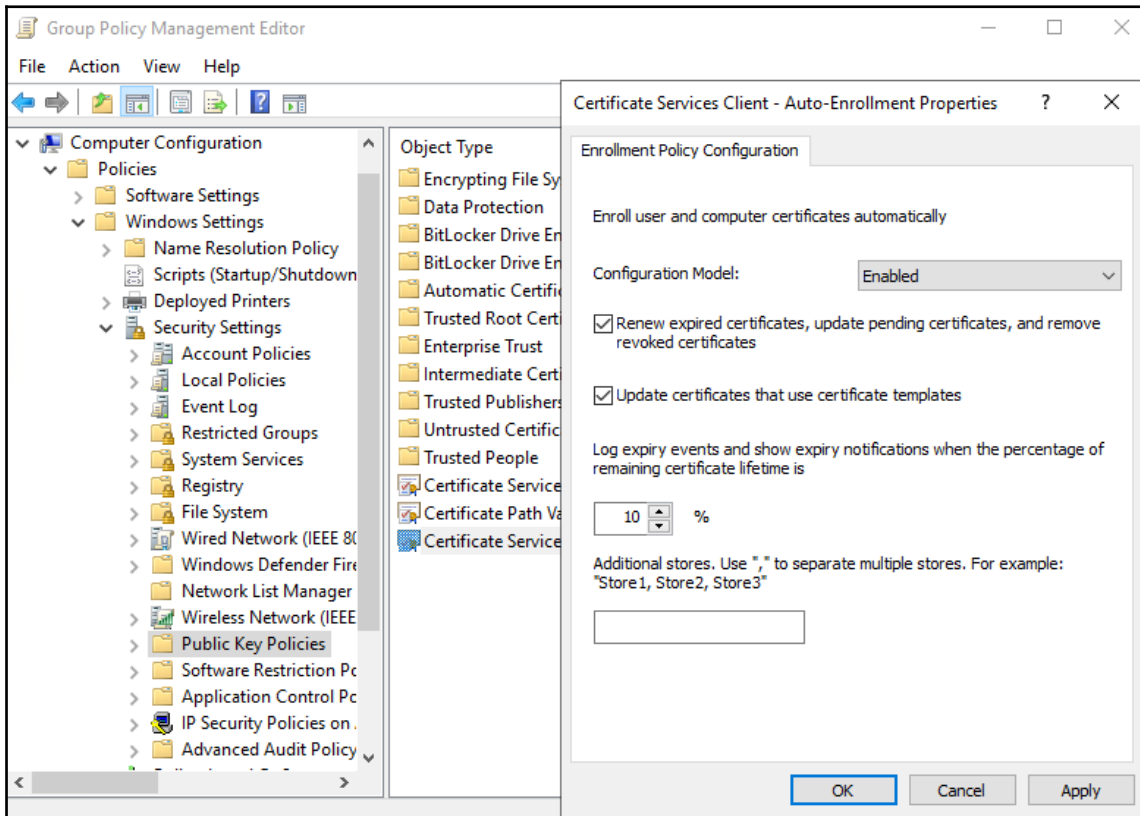 Group Policy Management Editor
File Action View Help
Computer Configuration
Policies
Software Settings
Windows Settings
Name Resolution Policy
Scripts (Startup/Shutdown
Deployed Printers
Security Settings
Account Policies
Local Policies
Event Log
Restricted Groups
System Services
Registry
File System
Wired Network (IEEE 80
Windows Defender Fire
Network List Manager
Wireless Network (IEEE
Public Key Policies
Software Restriction Po
Application Control Po
IP Security Policies on
Advanced Audit Policy
Object Type
Encrypting File Sy
Data Protection
BitLocker Drive En
BitLocker Drive En
Automatic Certific
Trusted Root Certi
Enterprise Trust
Intermediate Certi
Trusted Publishers
Untrusted Certific
Trusted People
Certificate Service
Certificate Path Va
Certificate Service
Certificate Services Client - Auto-Enrollment Properties ?
Enrollment Policy Configuration
Enroll user and computer certificates automatically
Configuration Model: Enabled
Renew expired certificates, update pending certificates, and remove
revoked certificates
Update certificates that use certificate templates
Log expiry events and show expiry notifications when the percentage of
remaining certificate lifetime is
10 %
Additional stores. Use "," to separate multiple stores. For example:
"Store1, Store2, Store3"
OK Cancel Apply